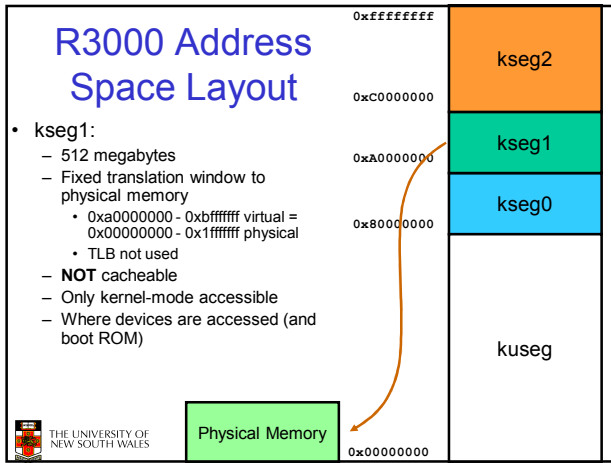 R3000 Address
Space Layout
• kseg1:
– 512 megabytes
– Fixed translation window to
physical memory
• 0xa0000000 - 0xbfffffff virtual =
0x00000000 - 0x1fffffff physical
• TLB not used
– NOT cacheable
– Only kernel-mode accessible
– Where devices are accessed (and
boot ROM)
THE UNIVERSITY OF
NEW SOUTH WALES
Physical Memory
0xffffffff
kseg2
0xC0000000
kseg1
0xA0000000
kseg0
0x80000000
kuseg
0x00000000